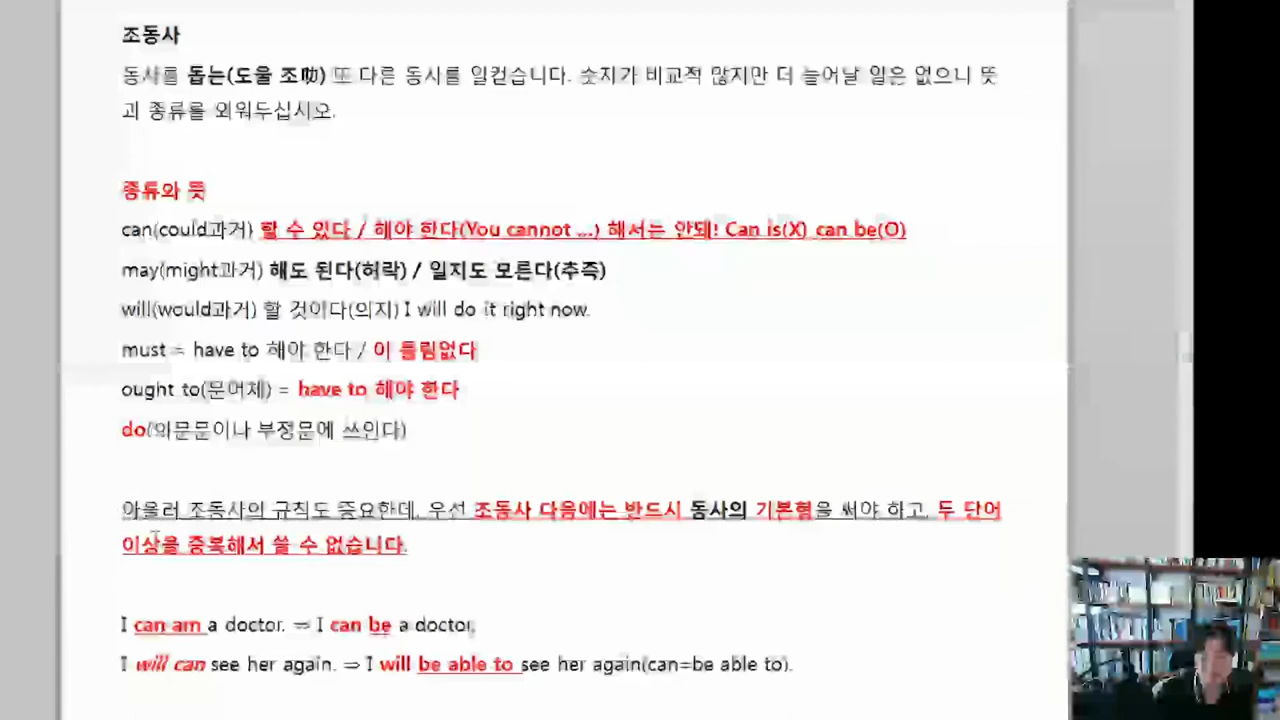 조동사
동사를 돕는(도울 조助) 또 다른 동사를 일컫습니다. 숫자가 비교적 많지만 더 늘어날 일은 없으니 뜻
과 종류를 외워두십시오.
종류와 뜻
can(could과거) 할 수 있다 / 해야 한다(You cannot ...) 해서는 안돼! Can is(X) can be(O)
may(might과거) 해도 된다(허락) / 일지도 모른다(추측)
will(would과거) 할 것이다(의지) I will do it right now.
must = have to 해야 한다 / 이 틀림없다
ought to(문어체) = have to 해야 한다
do(의문문이나 부정문에 쓰인다)
아울러 조동사의 규칙도 중요한데, 우선 조동사 다음에는 반드시 동사의 기본형을 써야 하고, 두 단어
이상을 중복해서 쓸 수 없습니다.
I can am a doctor. ⇒ I can be a doctor.
I will can see her again. ⇒ I will be able to see her again(can=be able to).